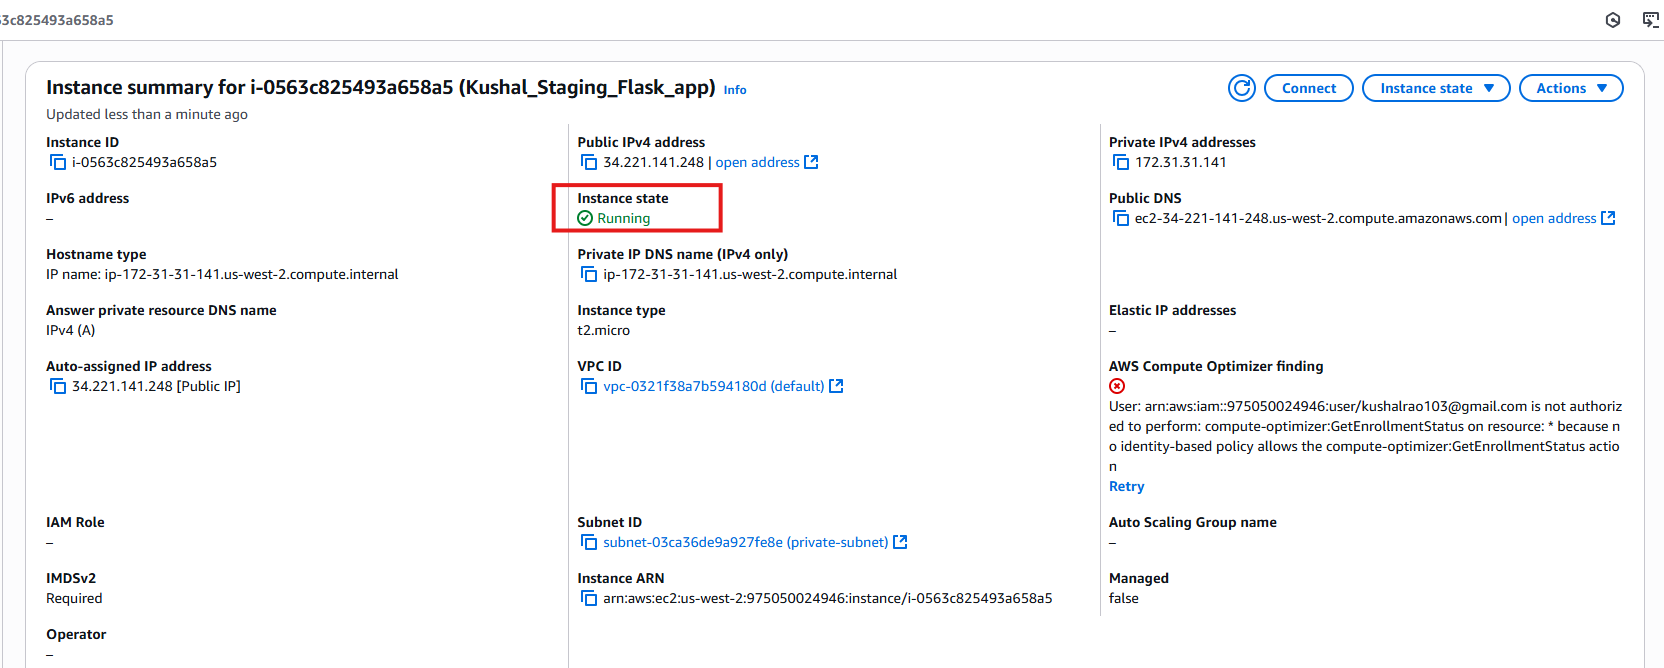 63c825493a658a5
Instance summary for i-0563c825493a658a5 (Kushal_Staging_Flask_app) Info
Connect
Instance state
Actions
Updated less than a minute ago
Instance ID
i-0563c825493a658a5
Public IPv4 address
34.221.141.248 | open address
Private IPv4 addresses
172.31.31.141
IPv6 address
–
Instance state
Running
Public DNS
ec2-34-221-141-248.us-west-2.compute.amazonaws.com | open address
Hostname type
IP name: ip-172-31-31-141.us-west-2.compute.internal
Private IP DNS name (IPv4 only)
ip-172-31-31-141.us-west-2.compute.internal
Answer private resource DNS name
IPv4 (A)
Instance type
t2.micro
Elastic IP addresses
–
Auto-assigned IP address
34.221.141.248 [Public IP]
VPC ID
vpc-0321f38a7b594180d (default)
AWS Compute Optimizer finding
User: arn:aws:iam::975050024946:user/kushalrao103@gmail.com is not authoriz
ed to perform: compute-optimizer:GetEnrollmentStatus on resource: * because n
o identity-based policy allows the compute-optimizer:GetEnrollmentStatus actio
n
Retry
IAM Role
–
Subnet ID
subnet-03ca36de9a927fe8e (private-subnet)
Auto Scaling Group name
–
IMDSv2
Required
Instance ARN
arn:aws:ec2:us-west-2:975050024946:instance/i-0563c825493a658a5
Managed
false
Operator
–